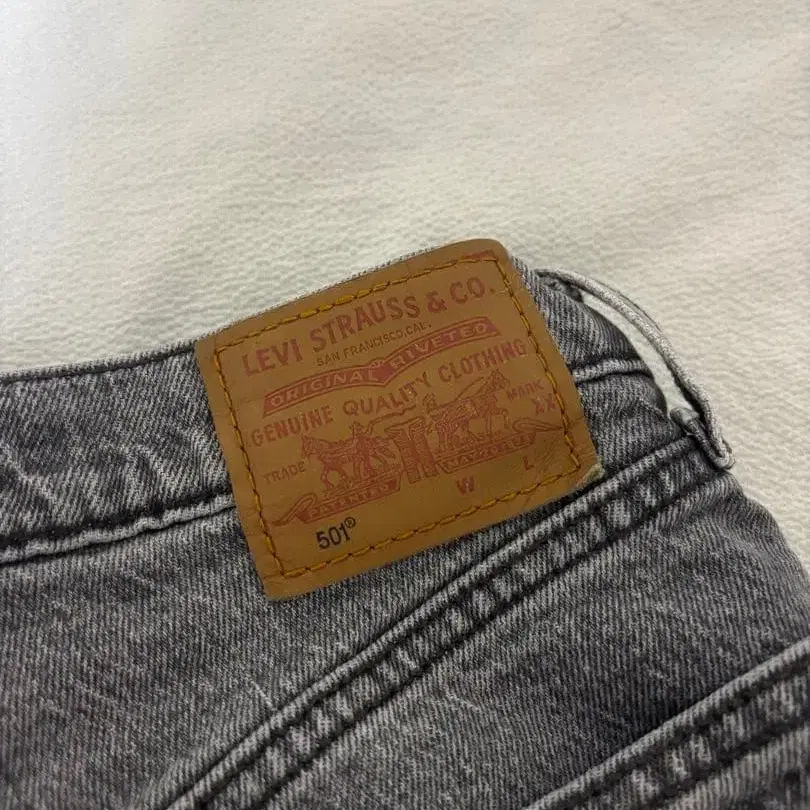 LEVI STRAUSS & CO.
SAN FRANCISCO, CAL.
ORIGINAL RIVETED
GENUINE QUALITY CLOTHING
TRADE MARK
XX
PATENTED
501® W L